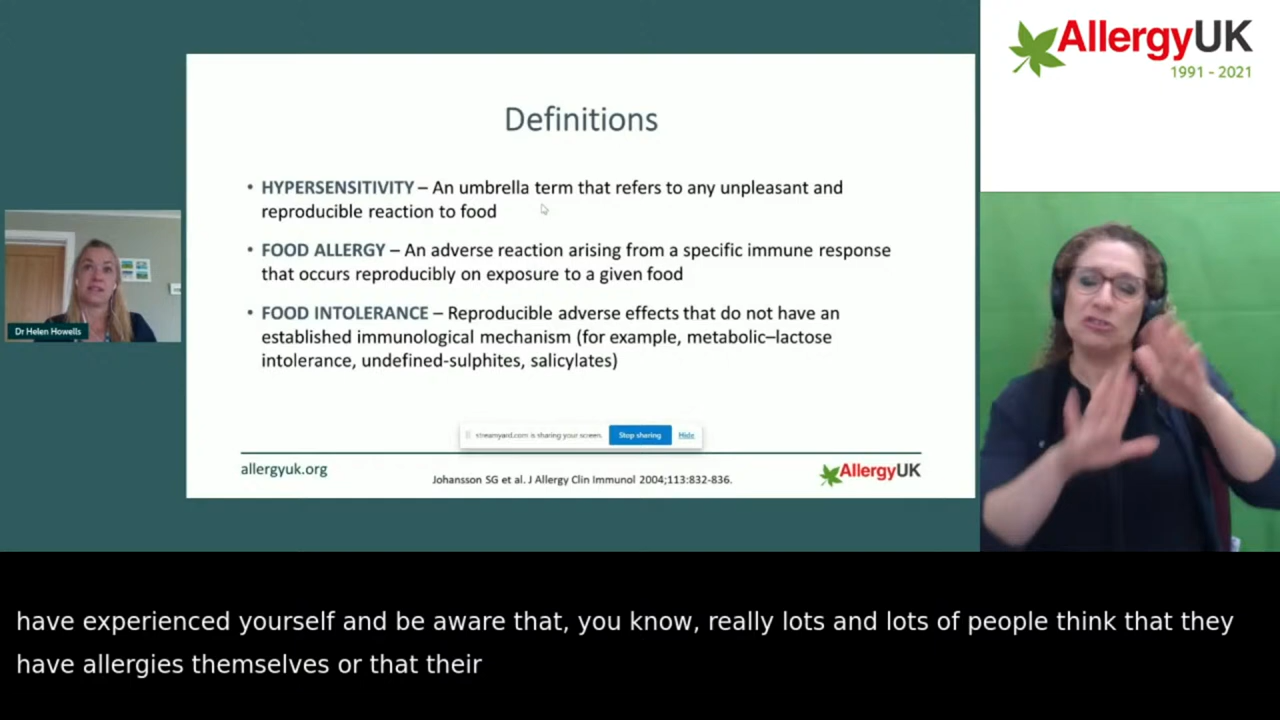 AllergyUK
1991 - 2021
Definitions
• HYPERSENSITIVITY – An umbrella term that refers to any unpleasant and
reproducible reaction to food
• FOOD ALLERGY – An adverse reaction arising from a specific immune response
that occurs reproducibly on exposure to a given food
• FOOD INTOLERANCE – Reproducible adverse effects that do not have an
established immunological mechanism (for example, metabolic–lactose
intolerance, undefined-sulphites, salicylates)
Dr Helen Howells
streamyard.com is sharing your screen. Stop sharing Hide
allergyuk.org
Johansson SG et al. J Allergy Clin Immunol 2004;113:832-836.
AllergyUK
have experienced yourself and be aware that, you know, really lots and lots of people think that they
have allergies themselves or that their